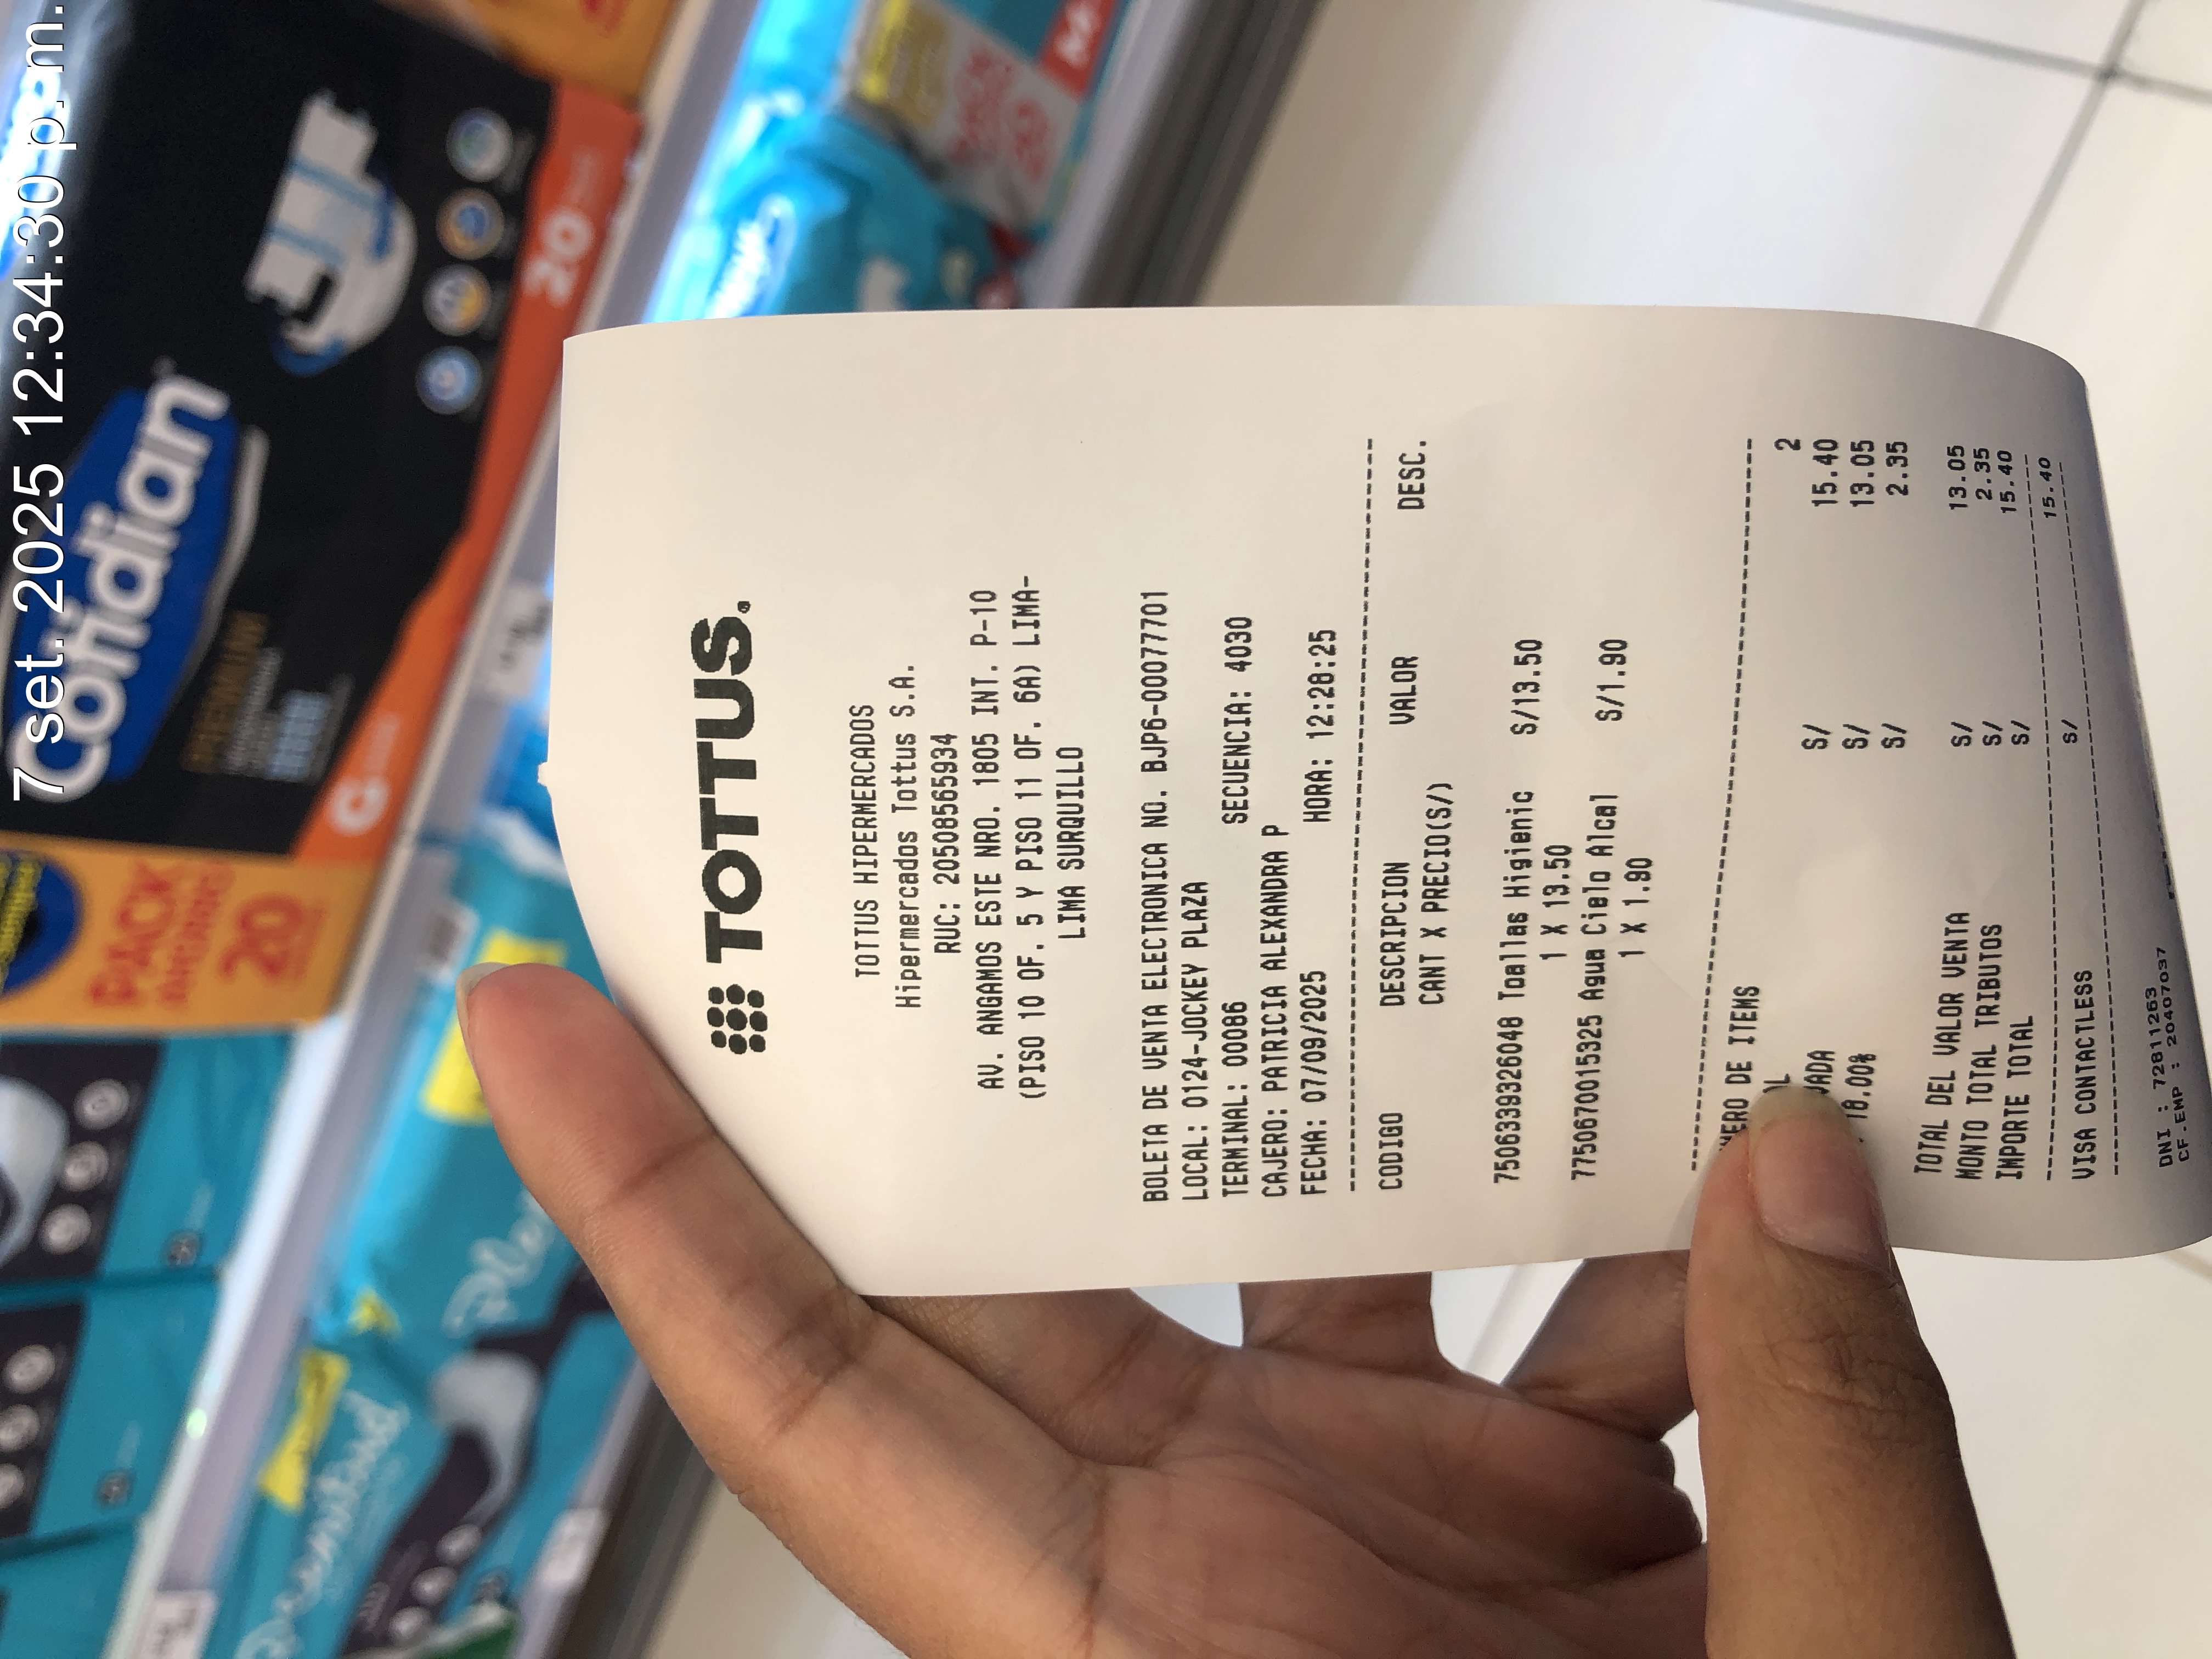 7 set. 2025 12:34:30 p. m.
Cotidian
PACK
AHORRO
20
PREMIUM
G
20
Plenitud
TOTTUS.
TOTTUS HIPERMERCADOS
Hipermercados Tottus S.A.
RUC: 20508565934
AV. ANGAMOS ESTE NRO. 1805 INT. P-10
(PISO 10 OF. 5 Y PISO 11 OF. 6A) LIMA-
LIMA SURQUILLO
BOLETA DE VENTA ELECTRONICA NO. BJP6-00077701
LOCAL: 0124-JOCKEY PLAZA
TERMINAL: 00086 SECUENCIA: 4030
CAJERO: PATRICIA ALEXANDRA P
FECHA: 07/09/2025 HORA: 12:28:25
CODIGO DESCRIPCION VALOR DESC.
CANT X PRECIO(S/)
7506339326048 Toallas Higienic S/13.50
1 X 13.50
7750670015325 Agua Cielo Alcal S/1.90
1 X 1.90
MERO DE ITEMS 2
AL S/ 15.40
VADA S/ 13.05
18.00% S/ 2.35
TOTAL DEL VALOR VENTA S/ 13.05
MONTO TOTAL TRIBUTOS S/ 2.35
IMPORTE TOTAL S/ 15.40
VISA CONTACTLESS S/ 15.40
DNI : 72811263
CF.EMP : 20407037